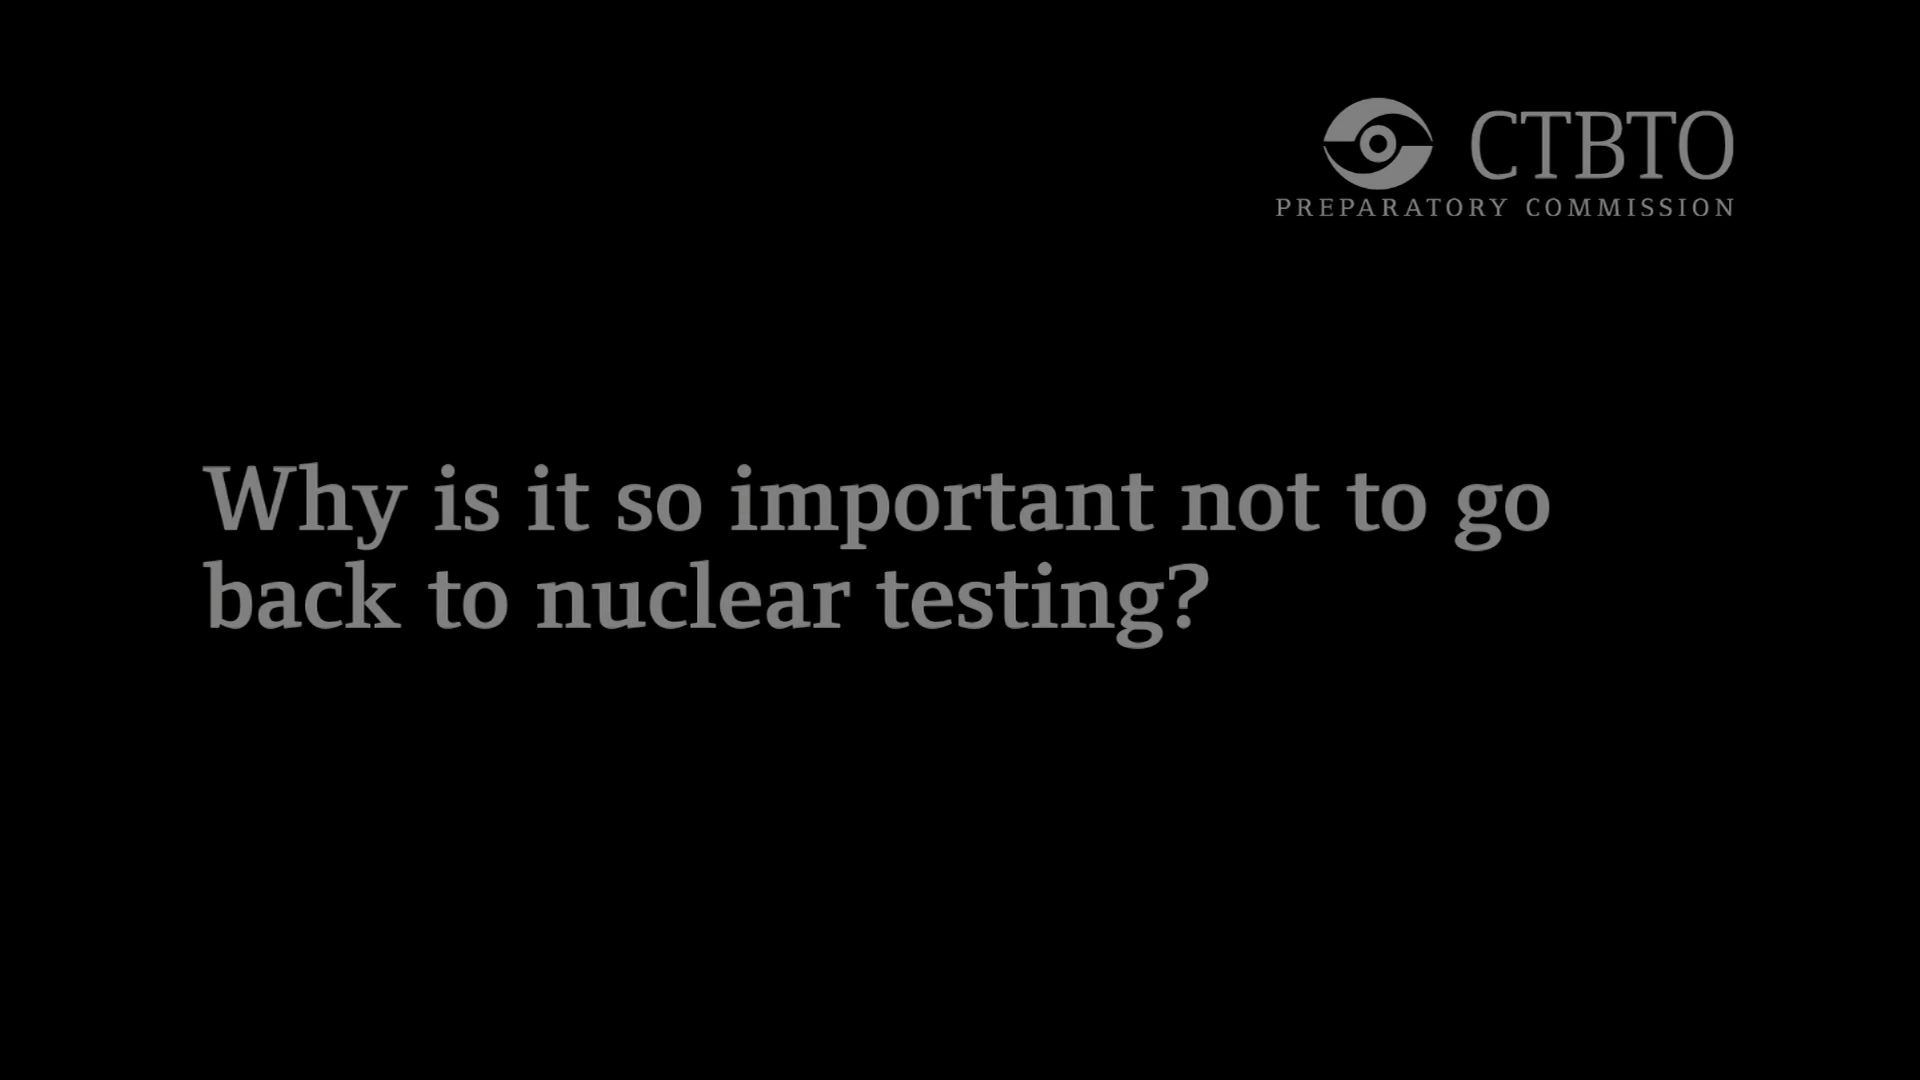 CTBTO
PREPARATORY COMMISSION
Why is it so important not to go
back to nuclear testing?